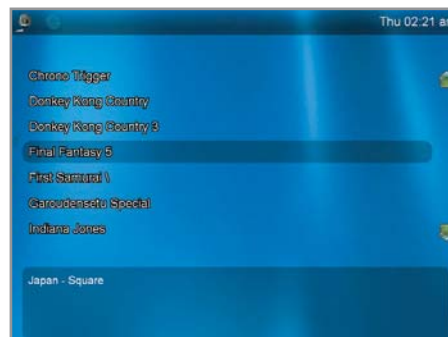 Thu 02:21 a
Chrono Trigger
Donkey Kong Country
Donkey Kong Country 3
Final Fantasy 5
First Samurai \
Garoudensetu Special
Indiana Jones
Japan - Square